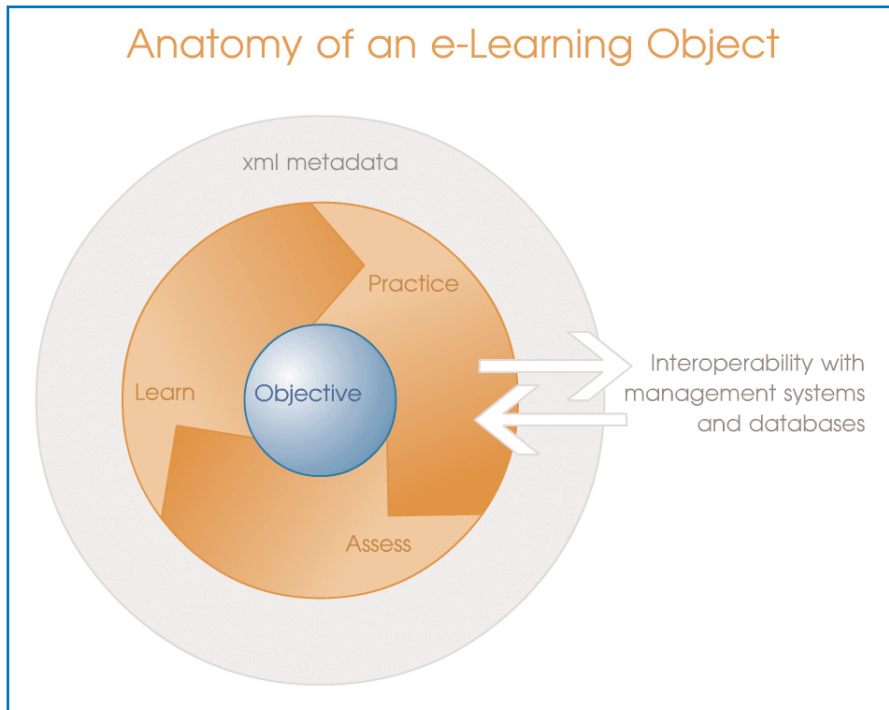 Anatomy of an e-Learning Object
xml metadata
Practice
Learn
Objective
Assess
Interoperability with
management systems
and databases